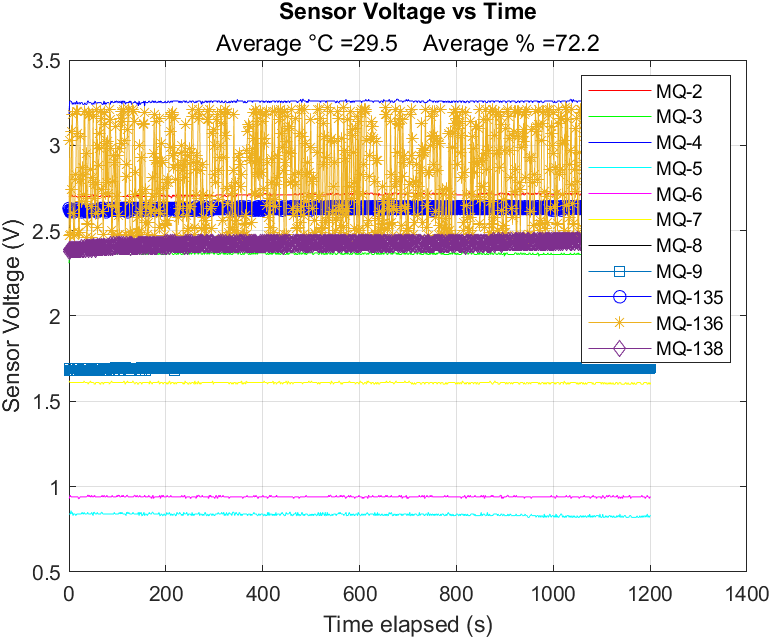 Sensor Voltage vs Time
Average °C =29.5 Average % =72.2
3.5
3
2.5
2
1.5
1
0.5
Sensor Voltage (V)
MQ-2
MQ-3
MQ-4
MQ-5
MQ-6
MQ-7
MQ-8
MQ-9
MQ-135
MQ-136
MQ-138
0 200 400 600 800 1000 1200 1400
Time elapsed (s)